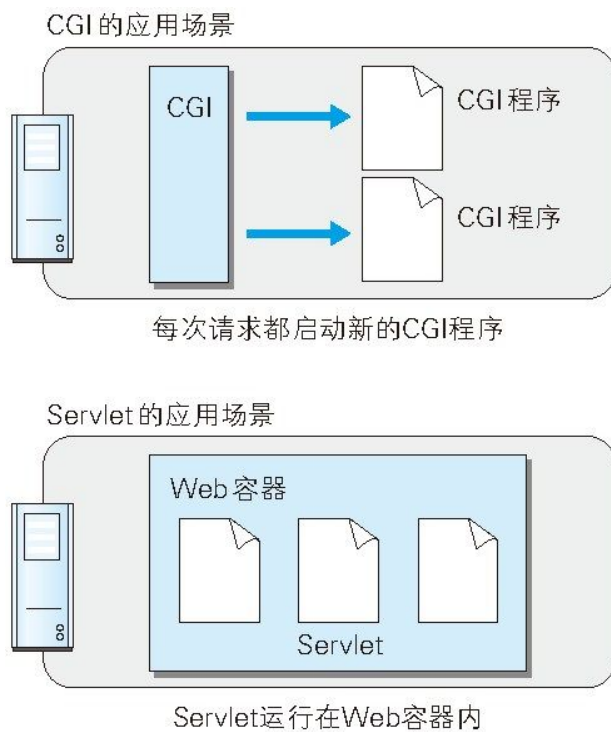 CGI的应用场景
CGI
CGI程序
CGI程序
每次请求都启动新的CGI程序
Servlet的应用场景
Web容器
Servlet
Servlet运行在Web容器内